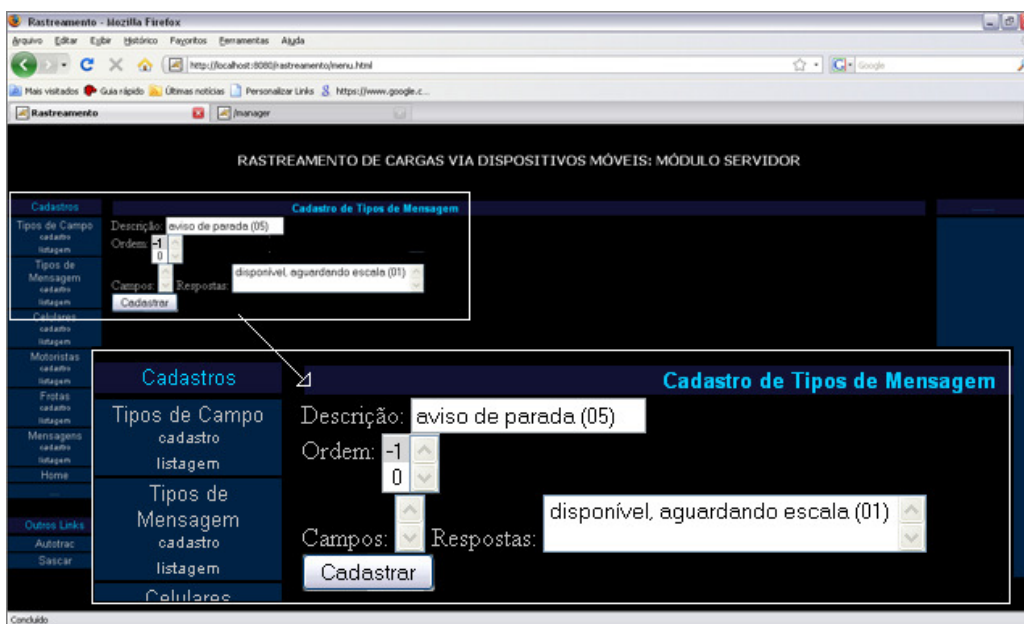 Rastreamento - Mozilla Firefox
Arquivo Editar Exibir Histórico Favoritos Ferramentas Ajuda
http://localhost:8080/rastreamento/menu.html
Google
Mais visitados Guia rápido Últimas notícias Personalizar Links https://www.google.c...
Rastreamento /manager
RASTREAMENTO DE CARGAS VIA DISPOSITIVOS MÓVEIS: MÓDULO SERVIDOR
Cadastros
Cadastro de Tipos de Mensagem
Tipos de Campo
cadastro
listagem
Tipos de
Mensagem
cadastro
listagem
Celulares
cadastro
listagem
Motoristas
cadastro
listagem
Frotas
cadastro
listagem
Mensagens
cadastro
listagem
Home
Outros Links
Autotrac
Sascar
Descrição: aviso de parada (05)
Ordem: -1
0
Campos: Respostas: disponível, aguardando escala (01)
Cadastrar
Cadastros
Cadastro de Tipos de Mensagem
Tipos de Campo
cadastro
listagem
Tipos de
Mensagem
cadastro
listagem
Celulares
Descrição: aviso de parada (05)
Ordem: -1
0
Campos: Respostas: disponível, aguardando escala (01)
Cadastrar
Concluído